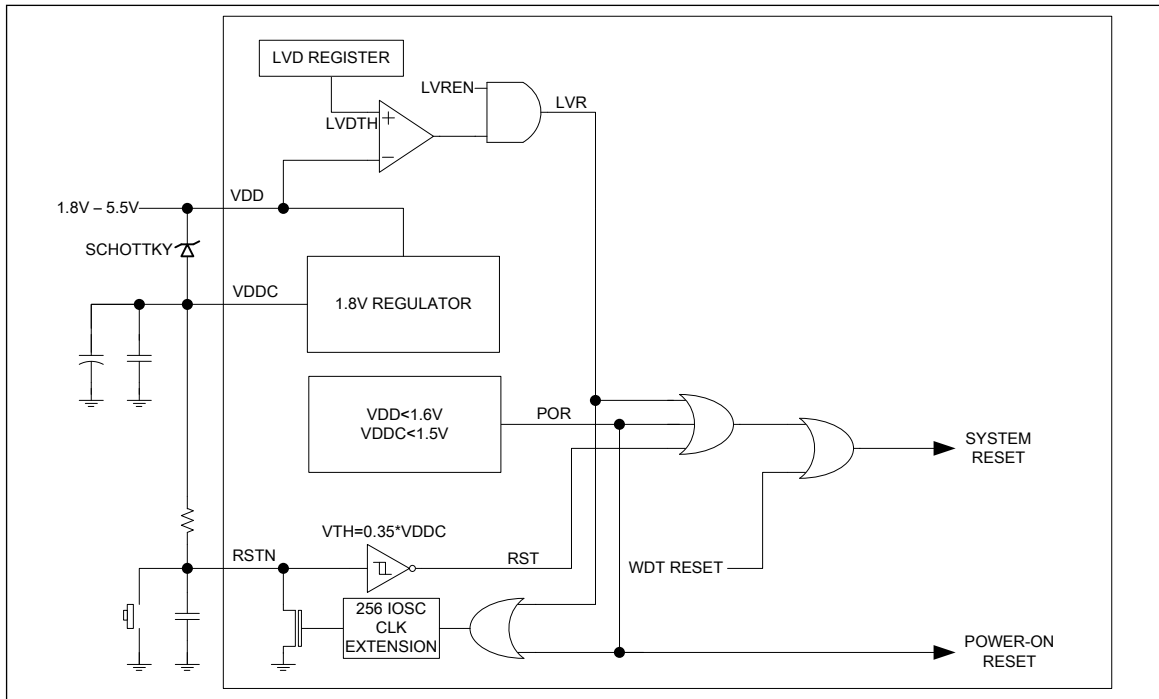 LVD REGISTER
LVREN
LVR
LVDTH
VDD
1.8V – 5.5V
SCHOTTKY
VDDC
1.8V REGULATOR
VDD<1.6V
VDDC<1.5V
POR
SYSTEM
RESET
VTH=0.35*VDDC
RSTN
RST
WDT RESET
256 IOSC
CLK
EXTENSION
POWER-ON
RESET